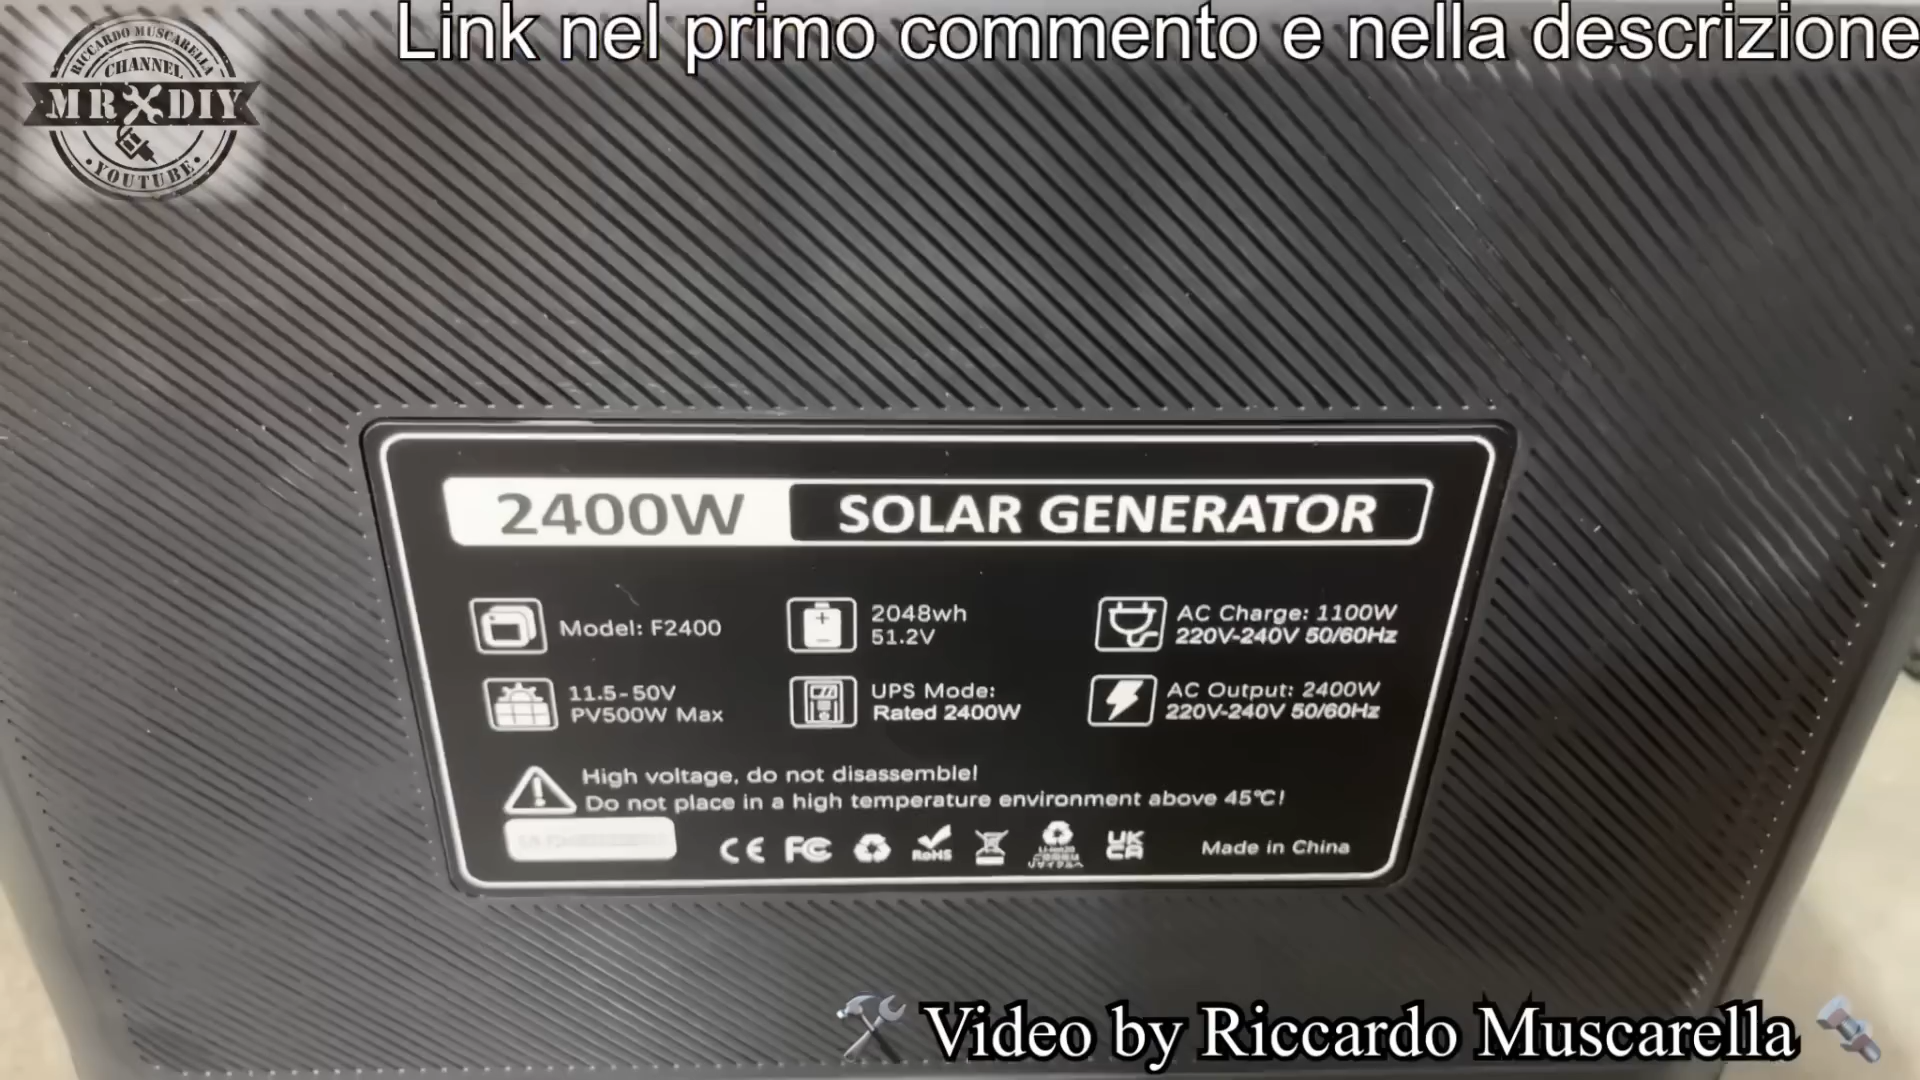 Link nel primo commento e nella descrizione
RICCARDO MUSCARELLA
CHANNEL
MR DIY
YOUTUBE
2400W SOLAR GENERATOR
Model: F2400
2048wh
51.2V
AC Charge: 1100W
220V-240V 50/60Hz
11.5-50V
PV500W Max
UPS Mode:
Rated 2400W
AC Output: 2400W
220V-240V 50/60Hz
High voltage, do not disassemble!
Do not place in a high temperature environment above 45℃!
CE FC RoHS UK CA Made in China
Video by Riccardo Muscarella